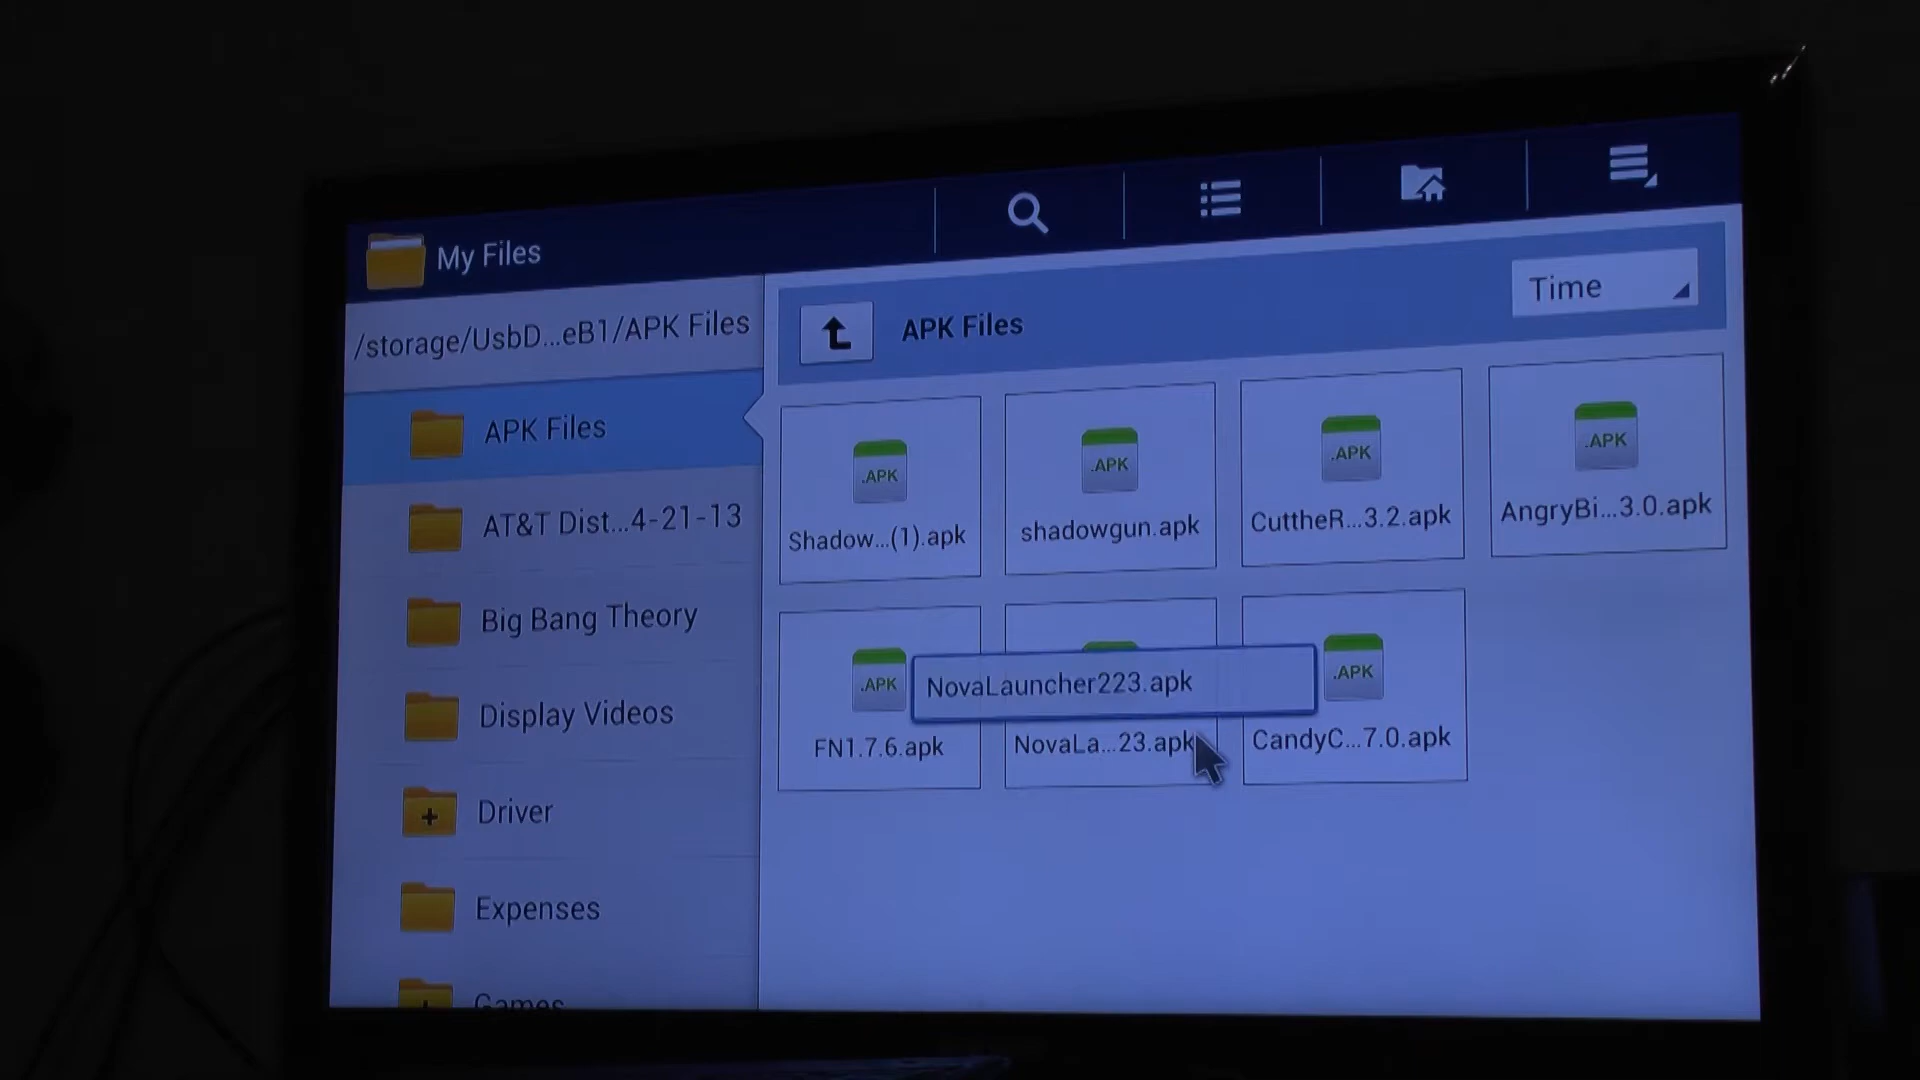 My Files
/storage/UsbD...eB1/APK Files
APK Files
AT&T Dist...4-21-13
Big Bang Theory
Display Videos
Driver
Expenses
Games
APK Files
Time
.APK
Shadow...(1).apk
.APK
shadowgun.apk
.APK
CuttheR...3.2.apk
.APK
AngryBi...3.0.apk
.APK
FN1.7.6.apk
NovaLauncher223.apk
NovaLa...23.apk
.APK
CandyC...7.0.apk